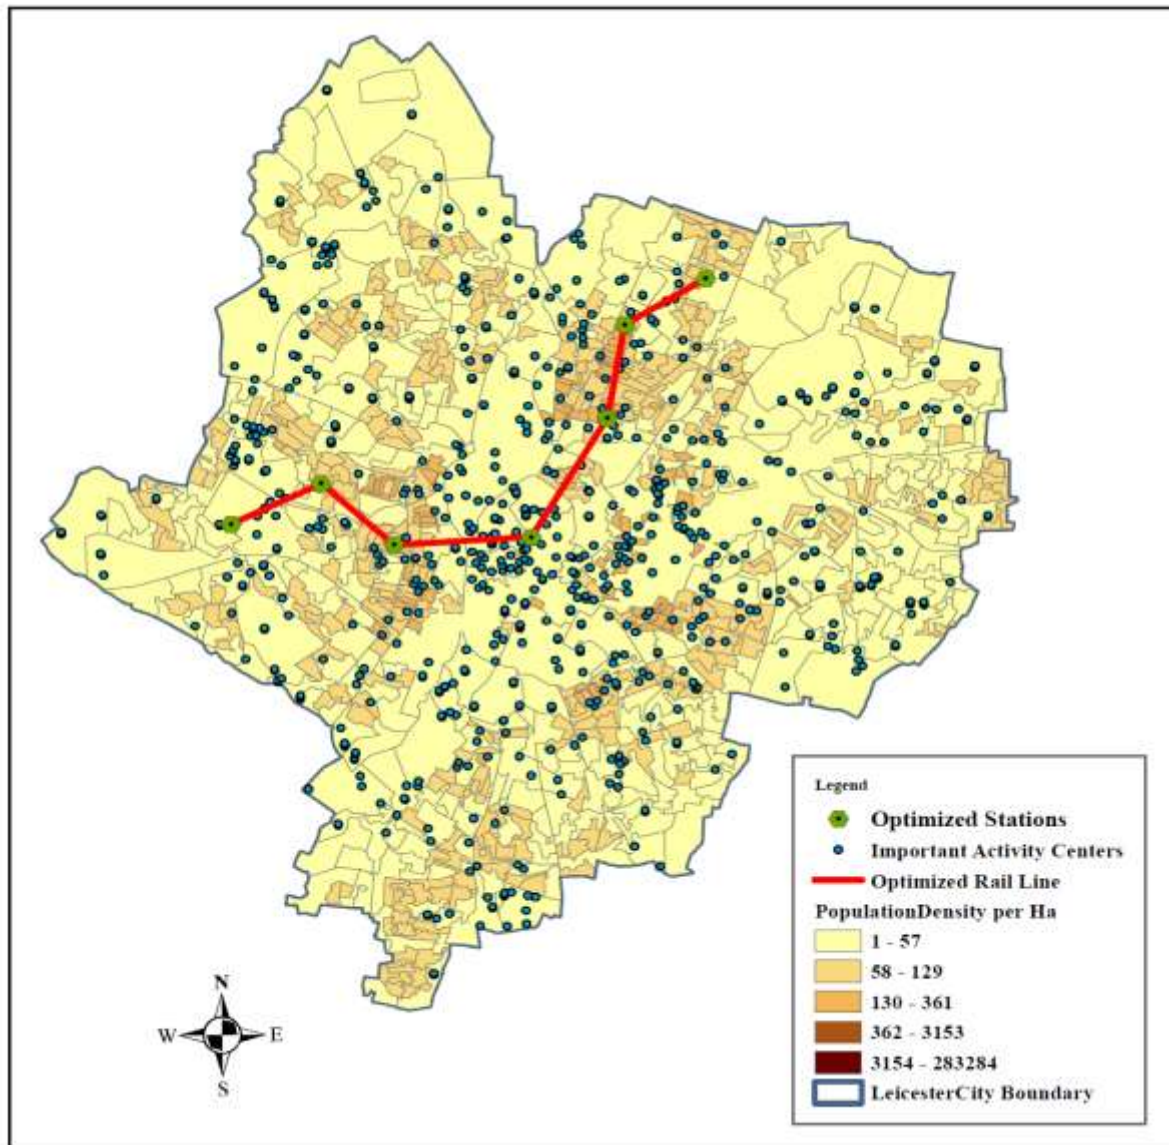 Legend
Optimized Stations
Important Activity Centers
Optimized Rail Line
PopulationDensity per Ha
1 - 57
58 - 129
130 - 361
362 - 3153
3154 - 283284
LeicesterCity Boundary
N
W E
S